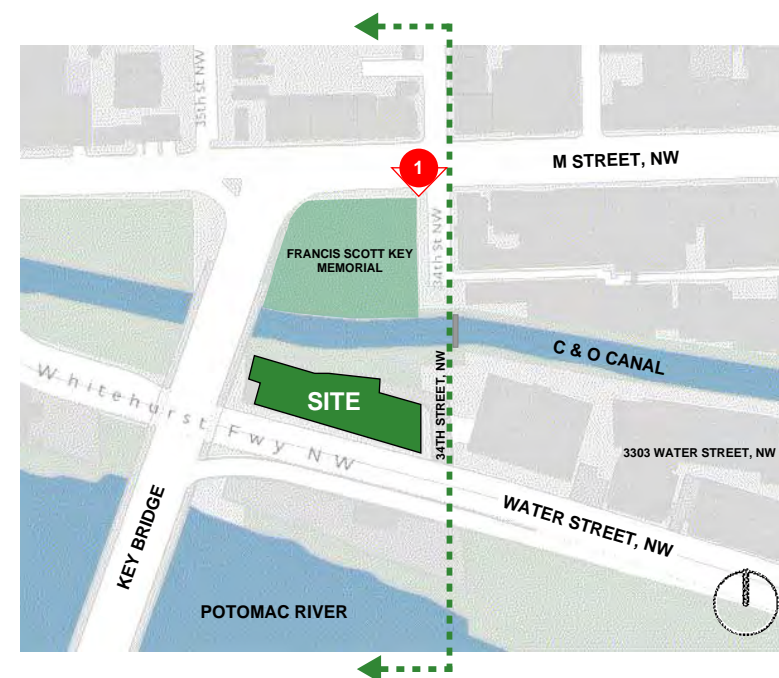 35th St NW
1
M STREET, NW
34th St NW
FRANCIS SCOTT KEY
MEMORIAL
C & O CANAL
34TH STREET, NW
SITE
Whitehurst Fwy NW
3303 WATER STREET, NW
WATER STREET, NW
KEY BRIDGE
POTOMAC RIVER